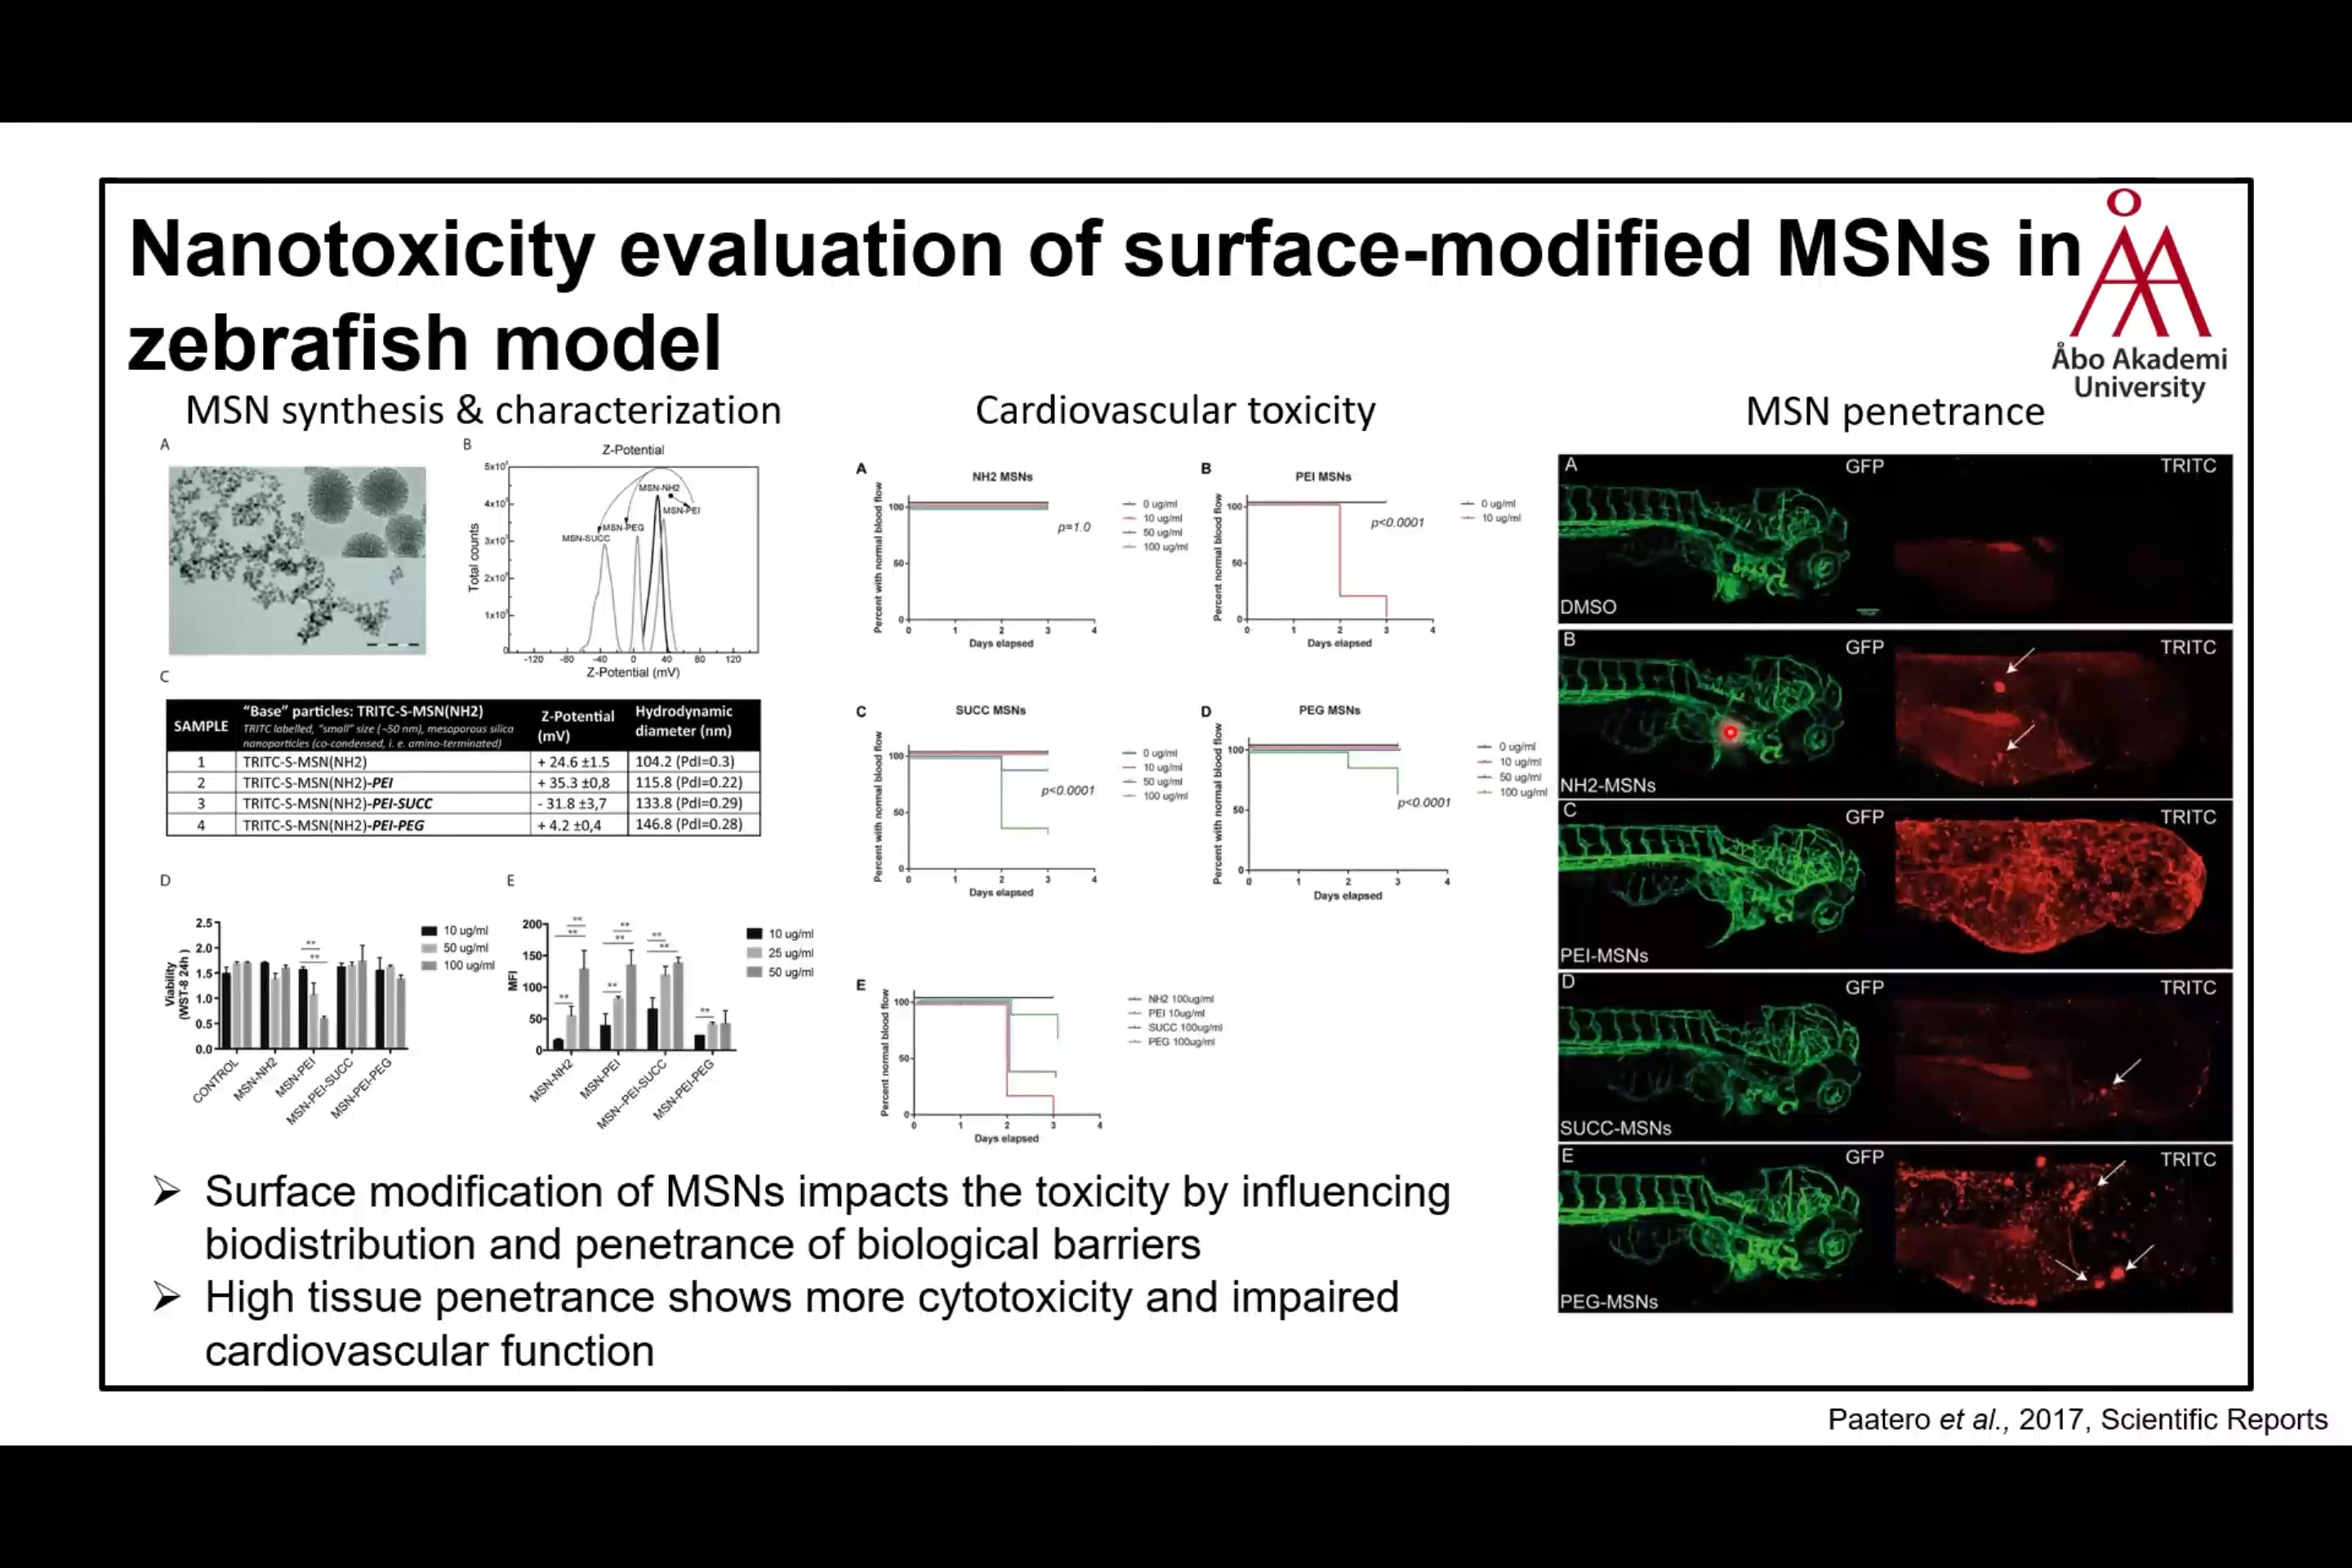 Nanotoxicity evaluation of surface-modified MSNs in
zebrafish model
Åbo Akademi
University
MSN synthesis & characterization
A
B
Z-Potential
5x10⁵
4x10⁵
3x10⁵
2x10⁵
1x10⁵
0
Total counts
MSN-NH2
MSN-PEI
MSN-PEG
MSN-SUCC
-120 -80 -40 0 40 80 120
Z-Potential (mV)
C
SAMPLE
"Base" particles: TRITC-S-MSN(NH2)
TRITC labelled, "small" size (~50 nm), mesoporous silica
nanoparticles (co-condensed, i. e. amino-terminated)
Z-Potential
(mV)
Hydrodynamic
diameter (nm)
1 TRITC-S-MSN(NH2) + 24.6 ±1.5 104.2 (PdI=0.3)
2 TRITC-S-MSN(NH2)-PEI + 35.3 ±0,8 115.8 (PdI=0.22)
3 TRITC-S-MSN(NH2)-PEI-SUCC - 31.8 ±3,7 133.8 (PdI=0.29)
4 TRITC-S-MSN(NH2)-PEI-PEG + 4.2 ±0,4 146.8 (PdI=0.28)
D
Viability
(WST-8 24h )
2.5
2.0
1.5
1.0
0.5
0.0
** **
CONTROL
MSN-NH2
MSN-PEI
MSN-PEI-SUCC
MSN-PEI-PEG
10 ug/ml
50 ug/ml
100 ug/ml
E
MFI
200
150
100
50
0
** ** ** ** ** ** ** ** **
MSN-NH2
MSN-PEI
MSN--PEI-SUCC
MSN-PEI-PEG
10 ug/ml
25 ug/ml
50 ug/ml
Cardiovascular toxicity
A
NH2 MSNs
Percent with normal blood flow
100
50
0
0 1 2 3 4
Days elapsed
p=1.0
0 ug/ml
10 ug/ml
50 ug/ml
100 ug/ml
B
PEI MSNs
Percent normal blood flow
100
50
0
0 1 2 3 4
Days elapsed
p<0.0001
0 ug/ml
10 ug/ml
C
SUCC MSNs
Percent with normal blood flow
100
50
0
0 1 2 3 4
Days elapsed
p<0.0001
0 ug/ml
10 ug/ml
50 ug/ml
100 ug/ml
D
PEG MSNs
Percent with normal blood flow
100
50
0
0 1 2 3 4
Days elapsed
p<0.0001
0 ug/ml
10 ug/ml
50 ug/ml
100 ug/ml
E
Percent normal blood flow
100
50
0
0 1 2 3 4
Days elapsed
NH2 100ug/ml
PEI 10ug/ml
SUCC 100ug/ml
PEG 100ug/ml
MSN penetrance
A GFP TRITC
DMSO
B GFP TRITC
NH2-MSNs
C GFP TRITC
PEI-MSNs
D GFP TRITC
SUCC-MSNs
E GFP TRITC
PEG-MSNs
➢ Surface modification of MSNs impacts the toxicity by influencing
biodistribution and penetrance of biological barriers
➢ High tissue penetrance shows more cytotoxicity and impaired
cardiovascular function
Paatero et al., 2017, Scientific Reports